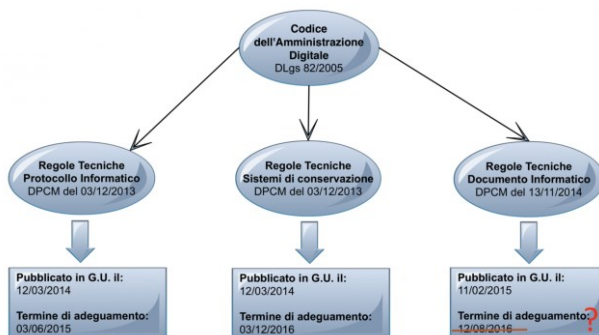 Codice
dell'Amministrazione
Digitale
DLgs 82/2005
Regole Tecniche
Protocollo Informatico
DPCM del 03/12/2013
Regole Tecniche
Sistemi di conservazione
DPCM del 03/12/2013
Regole Tecniche
Documento Informatico
DPCM del 13/11/2014
Pubblicato in G.U. il:
12/03/2014
Termine di adeguamento:
03/06/2015
Pubblicato in G.U. il:
12/03/2014
Termine di adeguamento:
03/12/2016
Pubblicato in G.U. il:
11/02/2015
Termine di adeguamento:
12/08/2016
?